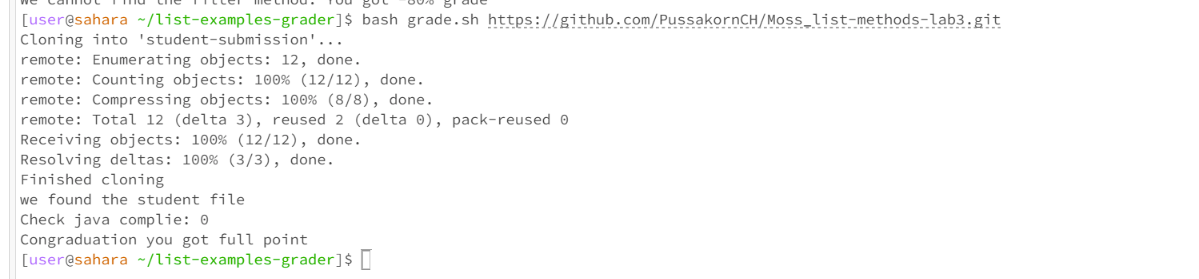 we cannot find the filter method. You got -80% grade
[user@sahara ~/list-examples-grader]$ bash grade.sh https://github.com/PussakornCH/Moss_list-methods-lab3.git
Cloning into 'student-submission'...
remote: Enumerating objects: 12, done.
remote: Counting objects: 100% (12/12), done.
remote: Compressing objects: 100% (8/8), done.
remote: Total 12 (delta 3), reused 2 (delta 0), pack-reused 0
Receiving objects: 100% (12/12), done.
Resolving deltas: 100% (3/3), done.
Finished cloning
we found the student file
Check java complie: 0
Congraduation you got full point
[user@sahara ~/list-examples-grader]$